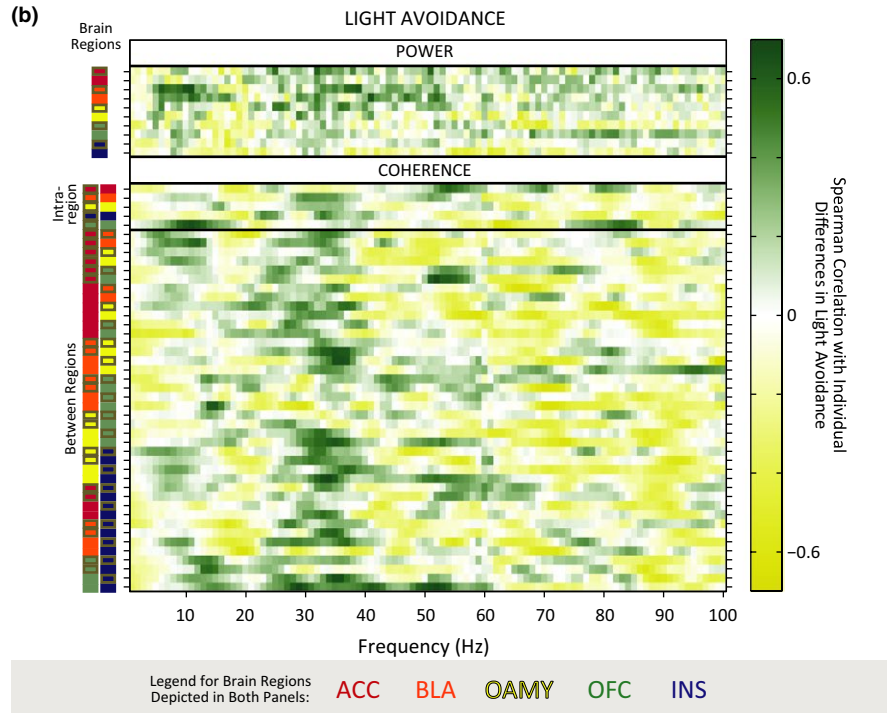 (b)
LIGHT AVOIDANCE
Brain
Regions
POWER
COHERENCE
Intra-
region
Between Regions
10 20 30 40 50 60 70 80 90 100
Frequency (Hz)
0.6
0
−0.6
Spearman Correlation with Individual
Differences in Light Avoidance
Legend for Brain Regions
Depicted in Both Panels:
ACC BLA OAMY OFC INS